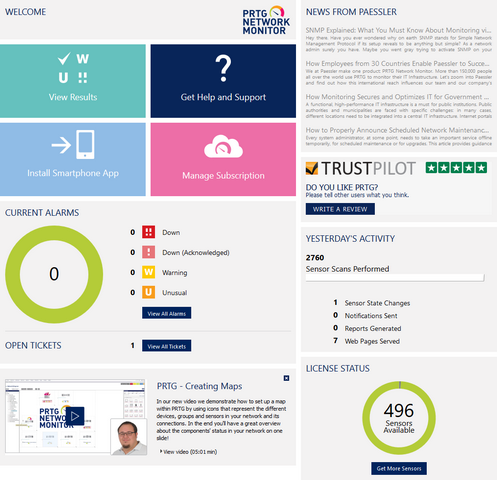 WELCOME
PRTG
NETWORK
MONITOR
View Results
?
Get Help and Support
Install Smartphone App
Manage Subscription
CURRENT ALARMS
0
0 !! Down
0 ! Down (Acknowledged)
0 W Warning
0 U Unusual
View All Alarms
OPEN TICKETS
1 View All Tickets
PRTG
NETWORK
MONITOR
PRTG - Creating Maps
In our new video we demonstrate how to set up a map
within PRTG by using icons that represent the different
devices, groups and sensors in your network and its
connections. In the end you'll have a great overview
about the components' status in your network on one
slide!
View video (05:01 min)
NEWS FROM PAESSLER
SNMP Explained: What You Must Know About Monitoring vi...
Hey there. Have you ever wondered why on earth SNMP stands for Simple Network
Management Protocol if its setup reveals to be anything but simple? As a network
admin surely you have. Maybe you went gray trying to activate SNMP on your
How Employees from 30 Countries Enable Paessler to Succe...
We at Paessler make one product: PRTG Network Monitor. More than 150,000 people
all over the world use PRTG to monitor their IT infrastructure. Let's zoom into Paessler
and find out how this international reach influences our team and our company's
How Monitoring Secures and Optimizes IT for Government ...
A functional, high-performance IT infrastructure is a must for public institutions. Public
authorities and municipalities are faced with specific challenges: In many cases,
different locations need to be integrated into a central IT infrastructure. Internet portals
How to Properly Announce Scheduled Network Maintenanc...
Every system administrator, at some point, needs to take an important service offline
temporarily, for scheduled maintenance or for upgrades. This article provides guidance
TRUSTPILOT
DO YOU LIKE PRTG?
Please tell other users what you think.
WRITE A REVIEW
YESTERDAY'S ACTIVITY
2760
Sensor Scans Performed
1 Sensor State Changes
0 Notifications Sent
0 Reports Generated
7 Web Pages Served
LICENSE STATUS
496
Sensors
Available
Get More Sensors